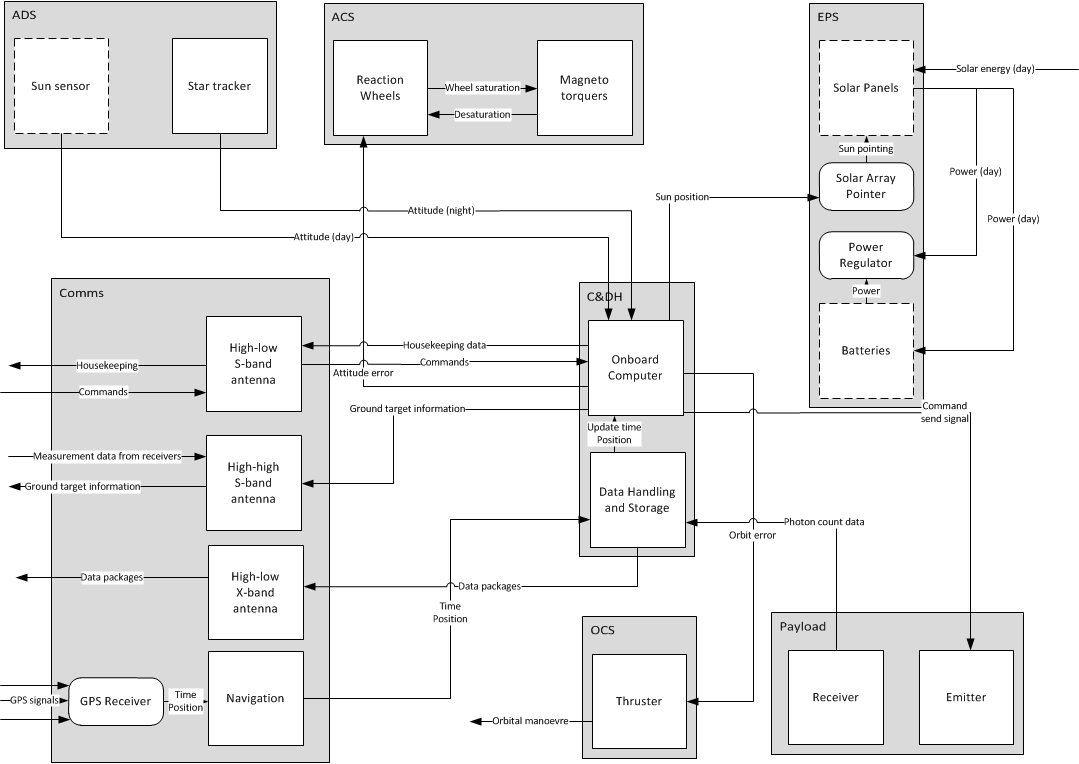 ADS
Sun sensor
Star tracker
ACS
Reaction
Wheels
Wheel saturation
Desaturation
Magneto
torquers
EPS
Solar Panels
Solar energy (day)
Sun pointing
Solar Array
Pointer
Power (day)
Power (day)
Power
Regulator
Power
Batteries
Sun position
Attitude (night)
Attitude (day)
Comms
High-low
S-band
antenna
Housekeeping
Commands
High-high
S-band
antenna
Measurement data from receivers
Ground target information
High-low
X-band
antenna
Data packages
GPS signals
GPS Receiver
Time
Position
Navigation
C&DH
Onboard
Computer
Housekeeping data
Commands
Attitude error
Ground target information
Update time
Position
Data Handling
and Storage
Data packages
Time
Position
Command
send signal
Photon count data
Orbit error
OCS
Thruster
Orbital manoevre
Payload
Receiver
Emitter